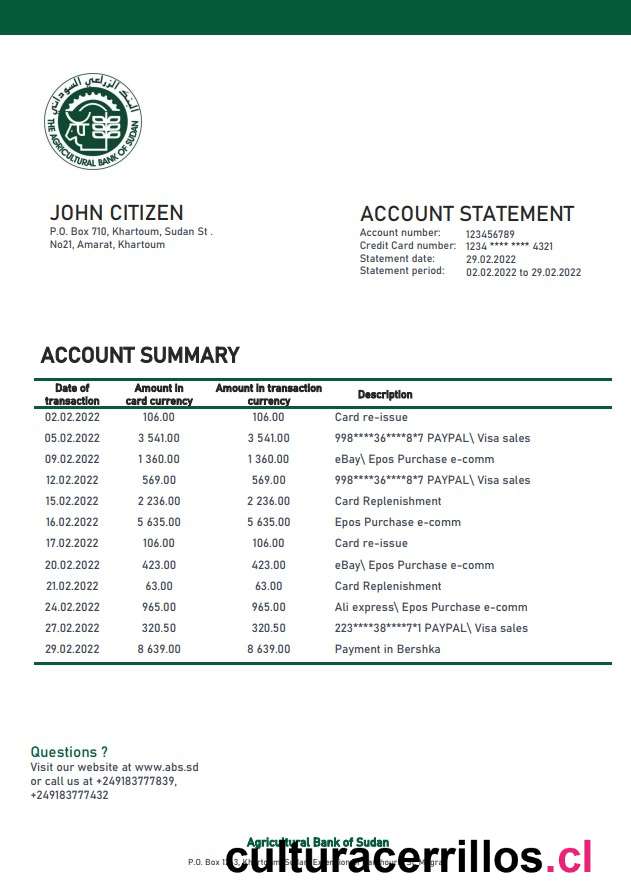 البنك الزراعي السوداني
THE AGRICULTURAL BANK OF SUDAN
JOHN CITIZEN
P.O. Box 710, Khartoum, Sudan St .
No21, Amarat, Khartoum
ACCOUNT STATEMENT
Account number: 123456789
Credit Card number: 1234 **** **** 4321
Statement date: 29.02.2022
Statement period: 02.02.2022 to 29.02.2022
ACCOUNT SUMMARY
Date of transaction Amount in card currency Amount in transaction currency Description
02.02.2022 106.00 106.00 Card re-issue
05.02.2022 3 541.00 3 541.00 998****36****8*7 PAYPAL\ Visa sales
09.02.2022 1 360.00 1 360.00 eBay\ Epos Purchase e-comm
12.02.2022 569.00 569.00 998****36****8*7 PAYPAL\ Visa sales
15.02.2022 2 236.00 2 236.00 Card Replenishment
16.02.2022 5 635.00 5 635.00 Epos Purchase e-comm
17.02.2022 106.00 106.00 Card re-issue
20.02.2022 423.00 423.00 eBay\ Epos Purchase e-comm
21.02.2022 63.00 63.00 Card Replenishment
24.02.2022 965.00 965.00 Ali express\ Epos Purchase e-comm
27.02.2022 320.50 320.50 223****38****7*1 PAYPAL\ Visa sales
29.02.2022 8 639.00 8 639.00 Payment in Bershka
Questions ?
Visit our website at www.abs.sd
or call us at +249183777839,
+249183777432
Agricultural Bank of Sudan
P.O. Box
culturacerrillos.cl